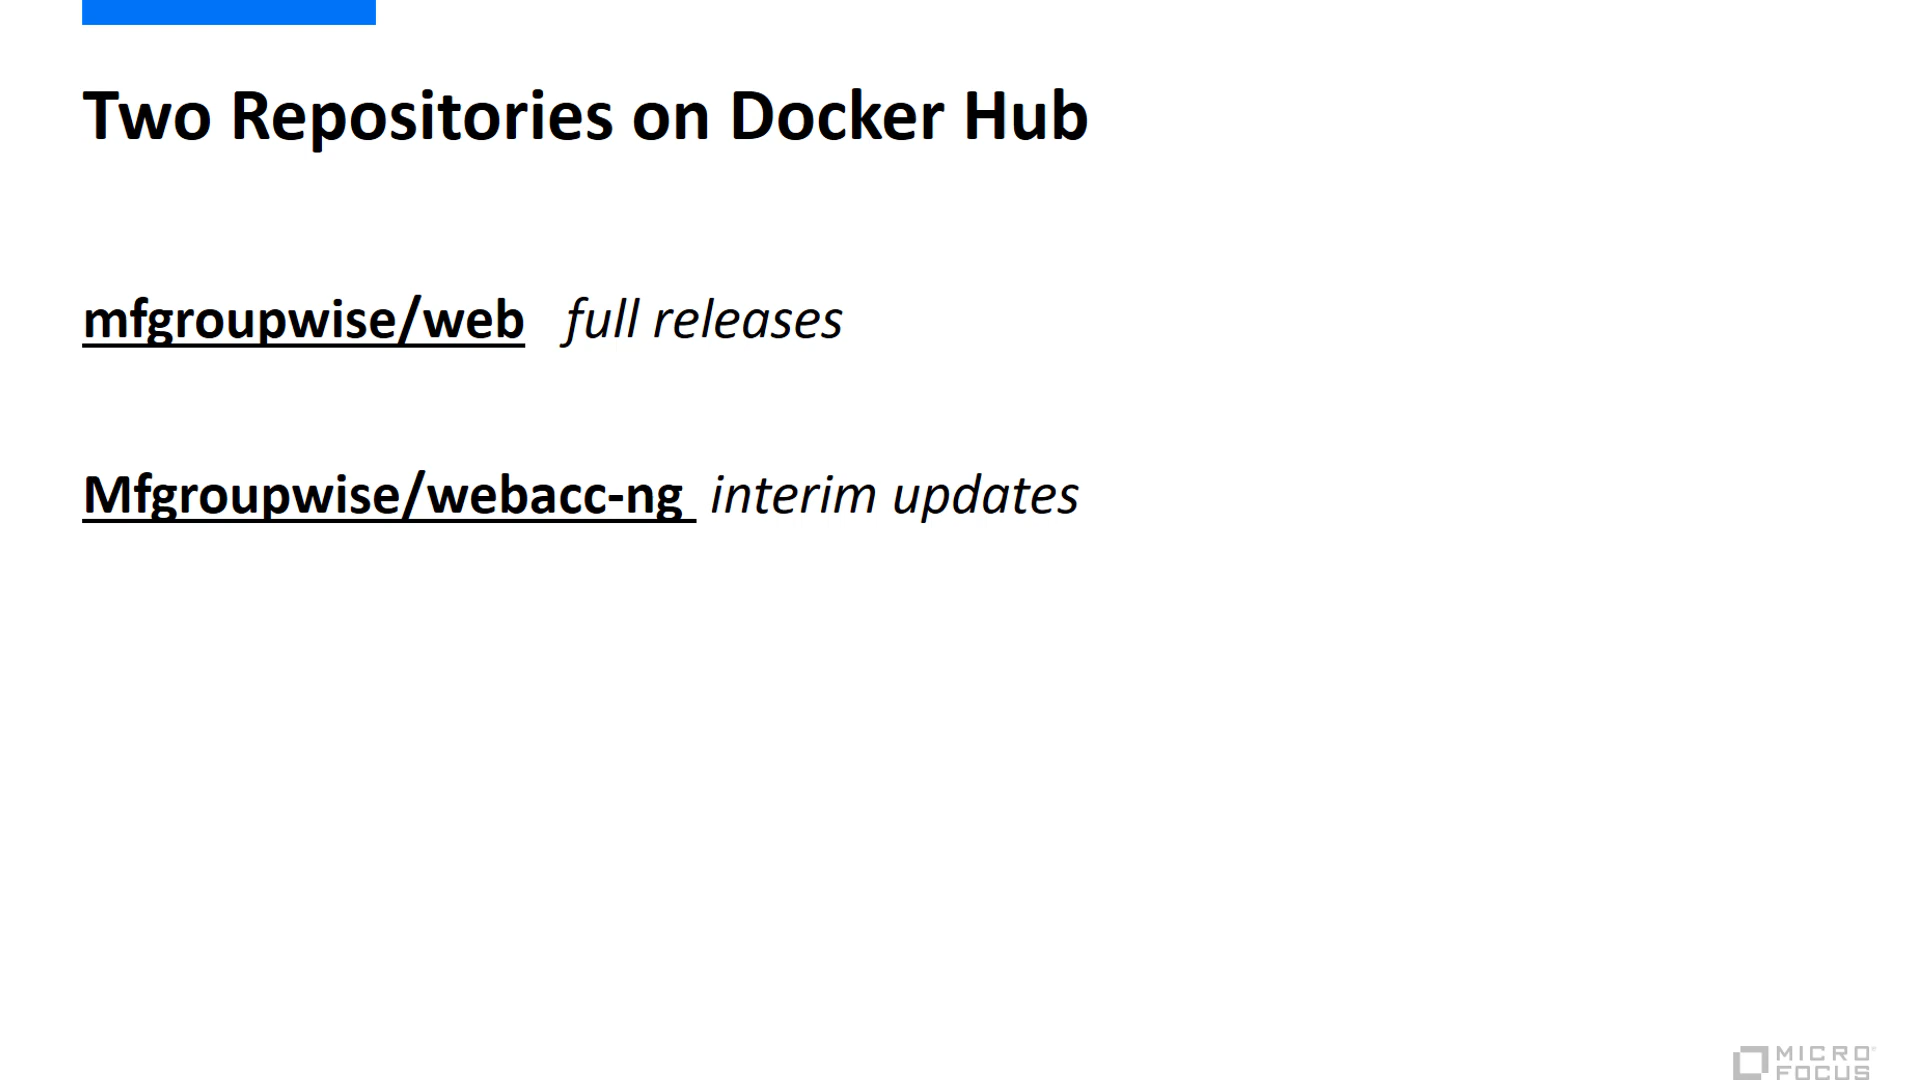 Two Repositories on Docker Hub
mfgroupwise/web full releases
Mfgroupwise/webacc-ng interim updates
MICRO
FOCUS